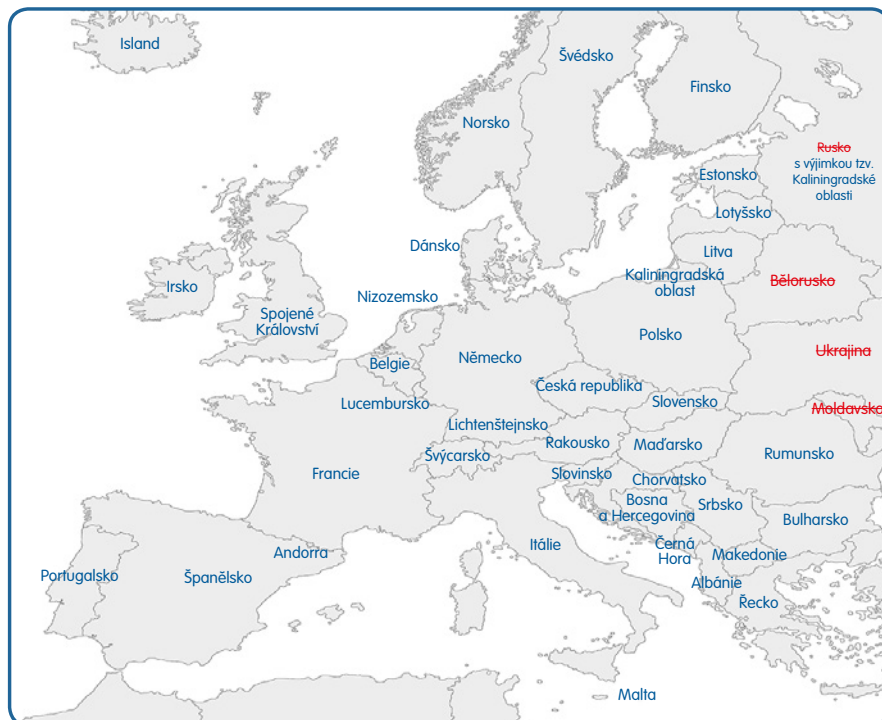 Island
Švédsko
Finsko
Norsko
Rusko
s výjimkou tzv.
Kaliningradské
oblasti
Estonsko
Lotyšsko
Dánsko
Litva
Kaliningradská
oblast
Bělorusko
Irsko
Nizozemsko
Spojené
Království
Polsko
Ukrajina
Belgie
Německo
Česká republika
Slovensko
Lucembursko
Moldavsko
Lichtenštejnsko
Rakousko
Maďarsko
Švýcarsko
Rumunsko
Francie
Slovinsko
Chorvatsko
Bosna
a Hercegovina
Srbsko
Bulharsko
Itálie
Andorra
Černá
Hora
Makedonie
Portugalsko
Španělsko
Albánie
Řecko
Malta